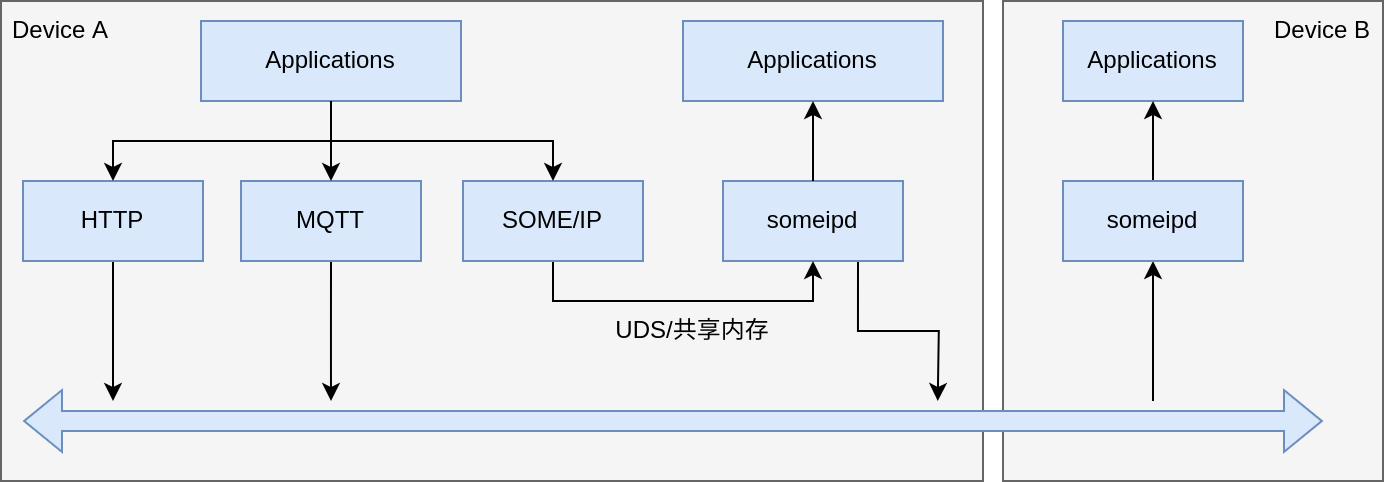 Device A
Applications
Applications
Applications
Device B
HTTP
MQTT
SOME/IP
someipd
someipd
UDS/共享内存